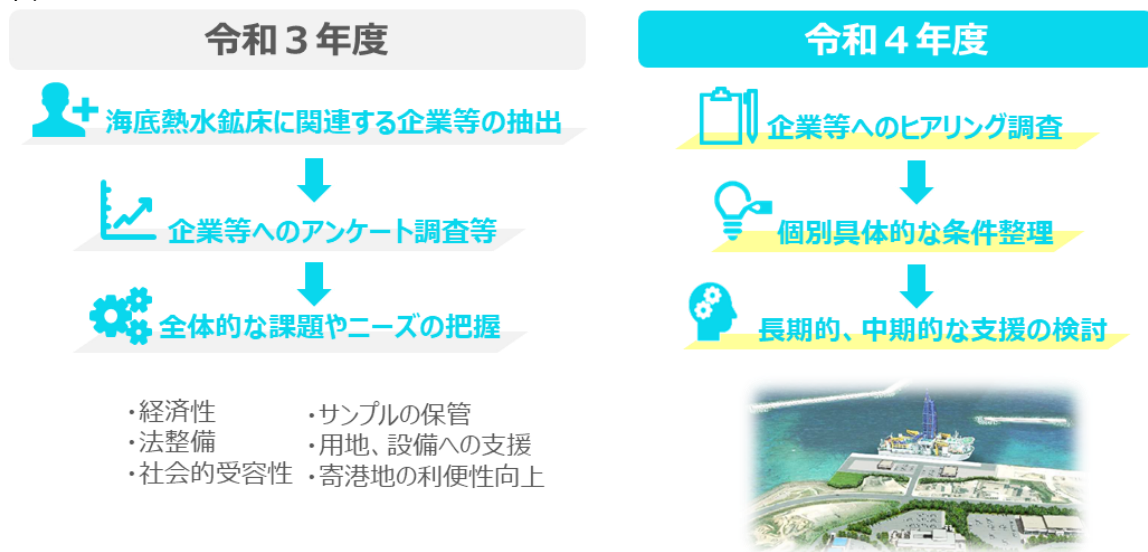 令和３年度
海底熱水鉱床に関連する企業等の抽出
企業等へのアンケート調査等
全体的な課題やニーズの把握
・経済性
・法整備
・社会的受容性
・サンプルの保管
・用地、設備への支援
・寄港地の利便性向上
令和４年度
企業等へのヒアリング調査
個別具体的な条件整理
長期的、中期的な支援の検討